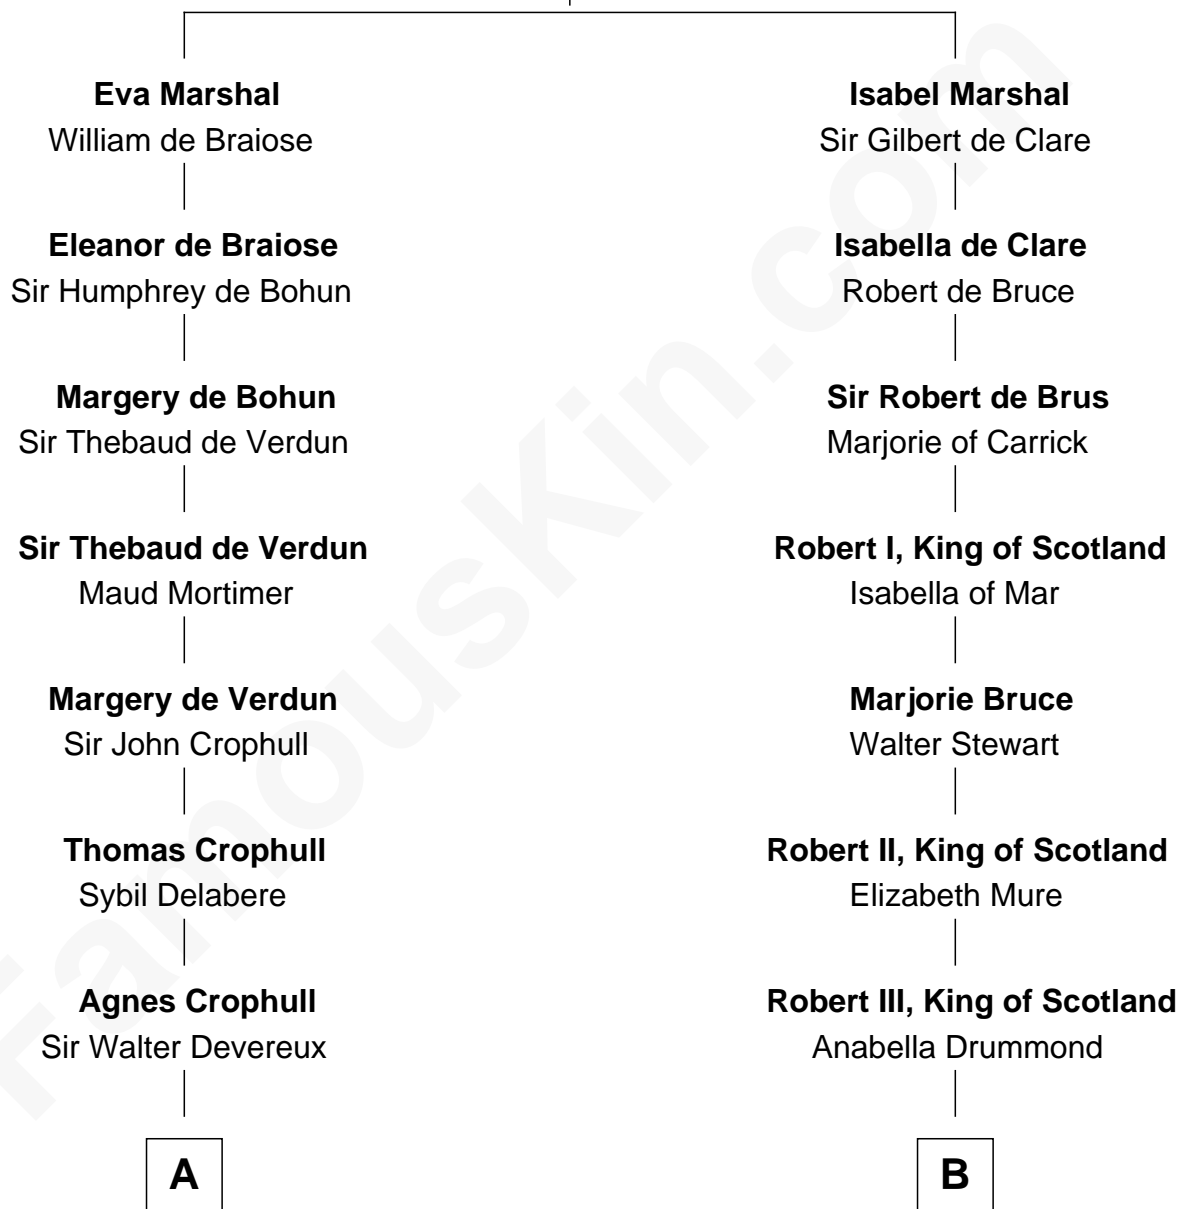 Eva Marshal
William de Braiose
Eleanor de Braiose
Sir Humphrey de Bohun
Margery de Bohun
Sir Thebaud de Verdun
Sir Thebaud de Verdun
Maud Mortimer
Margery de Verdun
Sir John Crophull
Thomas Crophull
Sybil Delabere
Agnes Crophull
Sir Walter Devereux
A
Isabel Marshal
Sir Gilbert de Clare
Isabella de Clare
Robert de Bruce
Sir Robert de Brus
Marjorie of Carrick
Robert I, King of Scotland
Isabella of Mar
Marjorie Bruce
Walter Stewart
Robert II, King of Scotland
Elizabeth Mure
Robert III, King of Scotland
Anabella Drummond
B
FamousKin.com